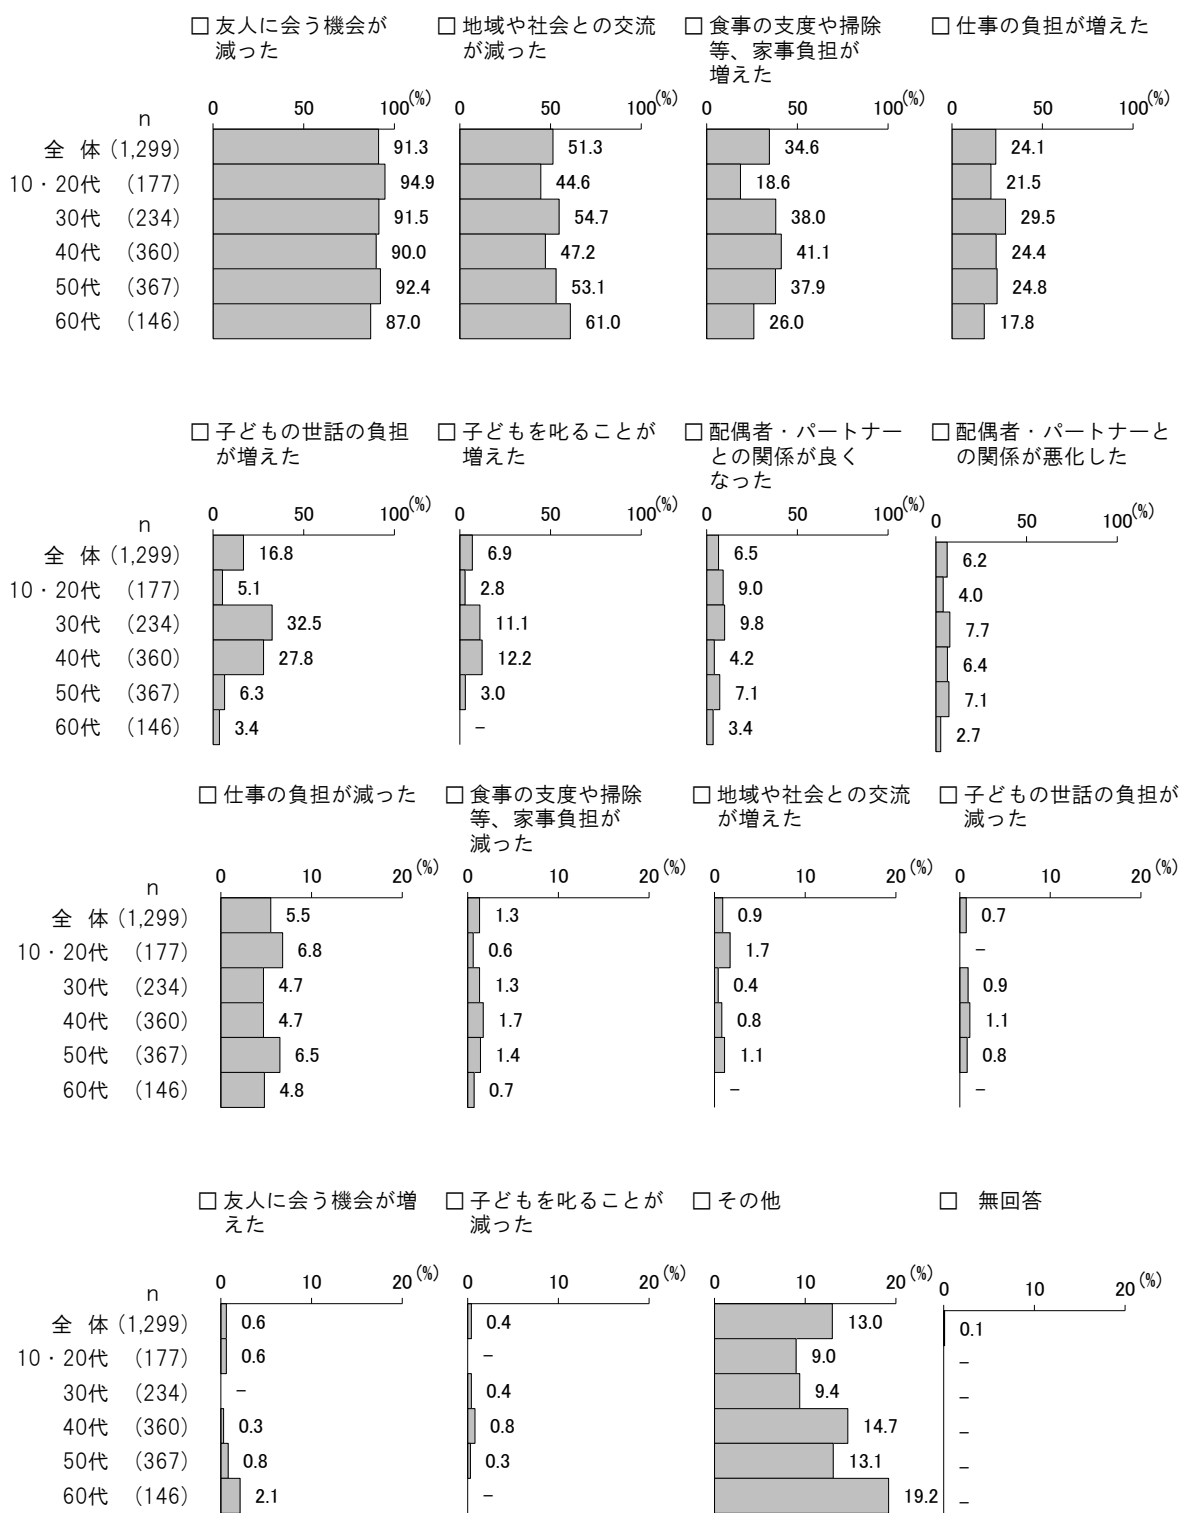 □ 友人に会う機会が
減った
□ 地域や社会との交流
が減った
□ 食事の支度や掃除
等、家事負担が
増えた
□ 仕事の負担が増えた
0 50 100(%) 0 50 100(%) 0 50 100(%) 0 50 100(%)
n
全 体 (1,299) 91.3 51.3 34.6 24.1
10・20代 (177) 94.9 44.6 18.6 21.5
30代 (234) 91.5 54.7 38.0 29.5
40代 (360) 90.0 47.2 41.1 24.4
50代 (367) 92.4 53.1 37.9 24.8
60代 (146) 87.0 61.0 26.0 17.8
□ 子どもの世話の負担
が増えた
□ 子どもを叱ることが
増えた
□ 配偶者・パートナー
との関係が良く
なった
□ 配偶者・パートナーと
の関係が悪化した
0 50 100(%) 0 50 100(%) 0 50 100(%) 0 50 100(%)
n
全 体 (1,299) 16.8 6.9 6.5 6.2
10・20代 (177) 5.1 2.8 9.0 4.0
30代 (234) 32.5 11.1 9.8 7.7
40代 (360) 27.8 12.2 4.2 6.4
50代 (367) 6.3 3.0 7.1 7.1
60代 (146) 3.4 – 3.4 2.7
□ 仕事の負担が減った
□ 食事の支度や掃除
等、家事負担が
減った
□ 地域や社会との交流
が増えた
□ 子どもの世話の負担が
減った
0 10 20(%) 0 10 20(%) 0 10 20(%) 0 10 20(%)
n
全 体 (1,299) 5.5 1.3 0.9 0.7
10・20代 (177) 6.8 0.6 1.7 –
30代 (234) 4.7 1.3 0.4 0.9
40代 (360) 4.7 1.7 0.8 1.1
50代 (367) 6.5 1.4 1.1 0.8
60代 (146) 4.8 0.7 – –
□ 友人に会う機会が増
えた
□ 子どもを叱ることが
減った
□ その他
□ 無回答
0 10 20(%) 0 10 20(%) 0 10 20(%) 0 10 20(%)
n
全 体 (1,299) 0.6 0.4 13.0 0.1
10・20代 (177) 0.6 – 9.0 –
30代 (234) – 0.4 9.4 –
40代 (360) 0.3 0.8 14.7 –
50代 (367) 0.8 0.3 13.1 –
60代 (146) 2.1 – 19.2 –